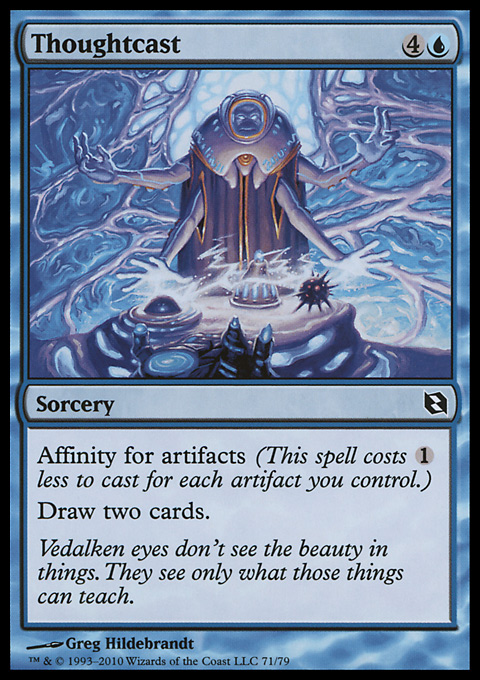 Thoughtcast 4
Sorcery
Affinity for artifacts (This spell costs 1
less to cast for each artifact you control.)
Draw two cards.
Vedalken eyes don't see the beauty in
things. They see only what those things
can teach.
Greg Hildebrandt
™ & © 1993–2010 Wizards of the Coast LLC 71/79